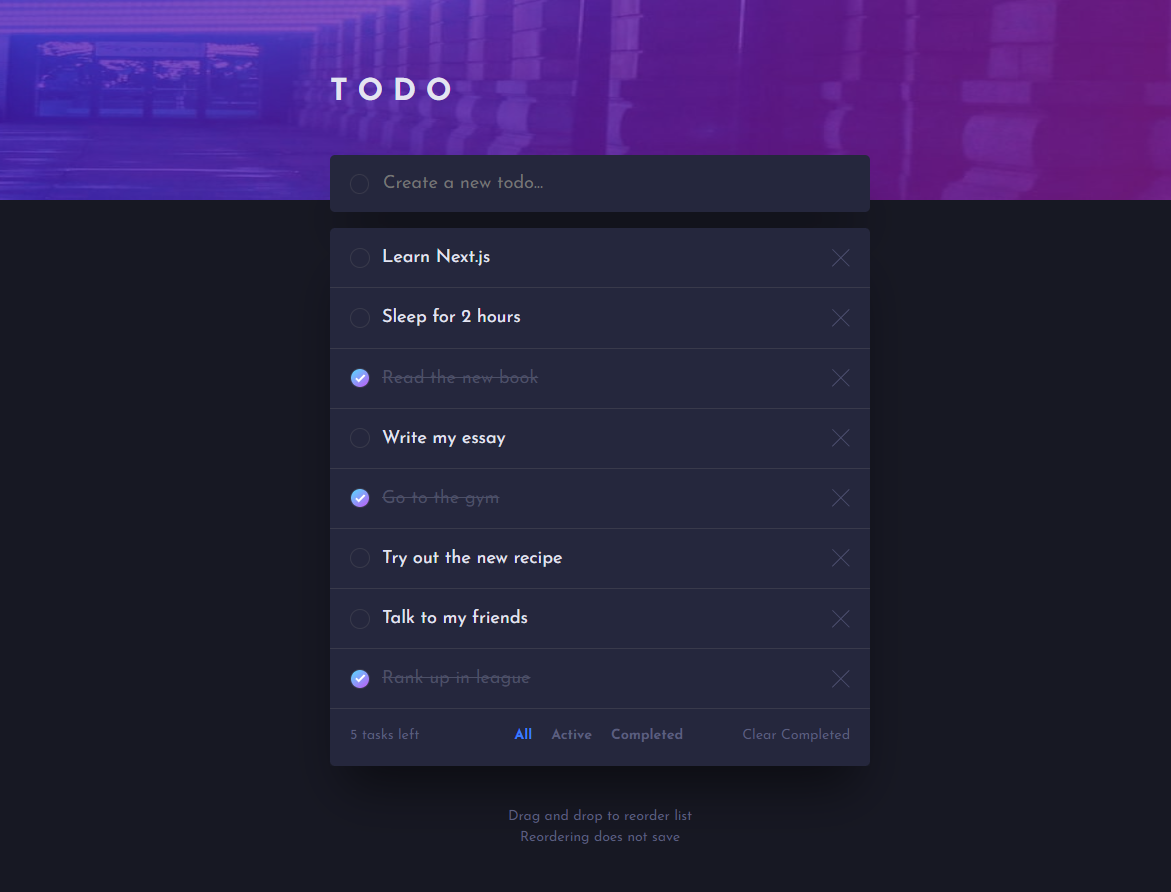 TODO
Create a new todo...
Learn Next.js
Sleep for 2 hours
Read the new book
Write my essay
Go to the gym
Try out the new recipe
Talk to my friends
Rank up in league
5 tasks left All Active Completed Clear Completed
Drag and drop to reorder list
Reordering does not save